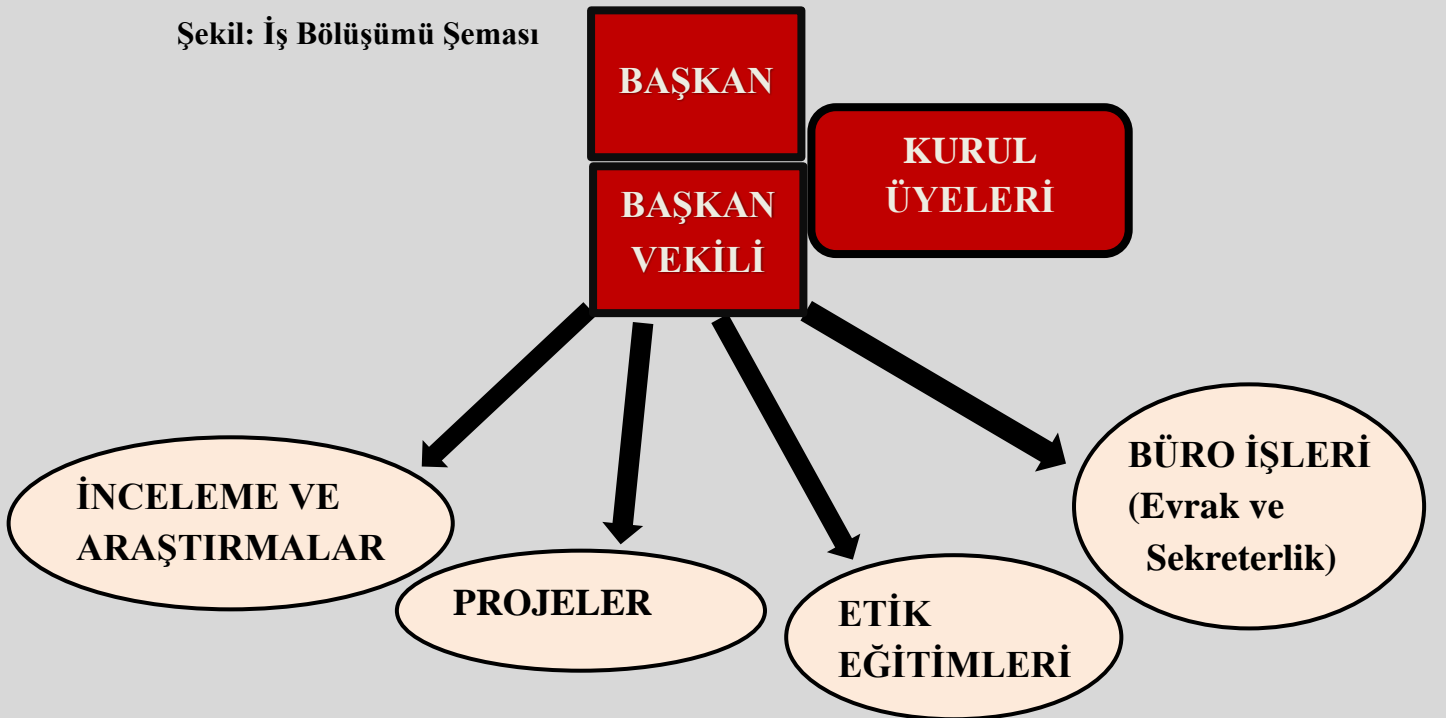 Şekil: İş Bölüşümü Şeması
BAŞKAN
KURUL
ÜYELERİ
BAŞKAN
VEKİLİ
İNCELEME VE
ARAŞTIRMALAR
PROJELER
ETİK
EĞİTİMLERİ
BÜRO İŞLERİ
(Evrak ve
Sekreterlik)